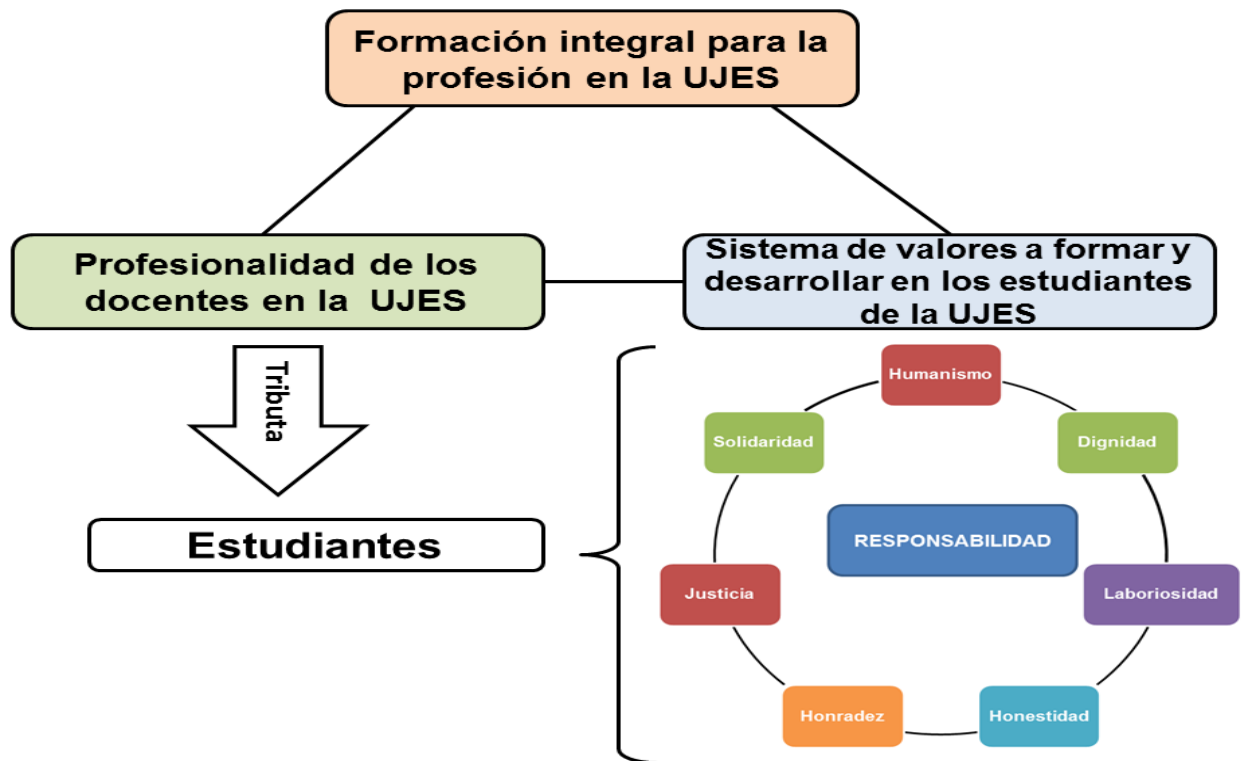 Formación integral para la
profesión en la UJES
Profesionalidad de los
docentes en la UJES
Sistema de valores a formar y
desarrollar en los estudiantes
de la UJES
Tributa
Estudiantes
Humanismo
Solidaridad
Dignidad
RESPONSABILIDAD
Justicia
Laboriosidad
Honradez
Honestidad